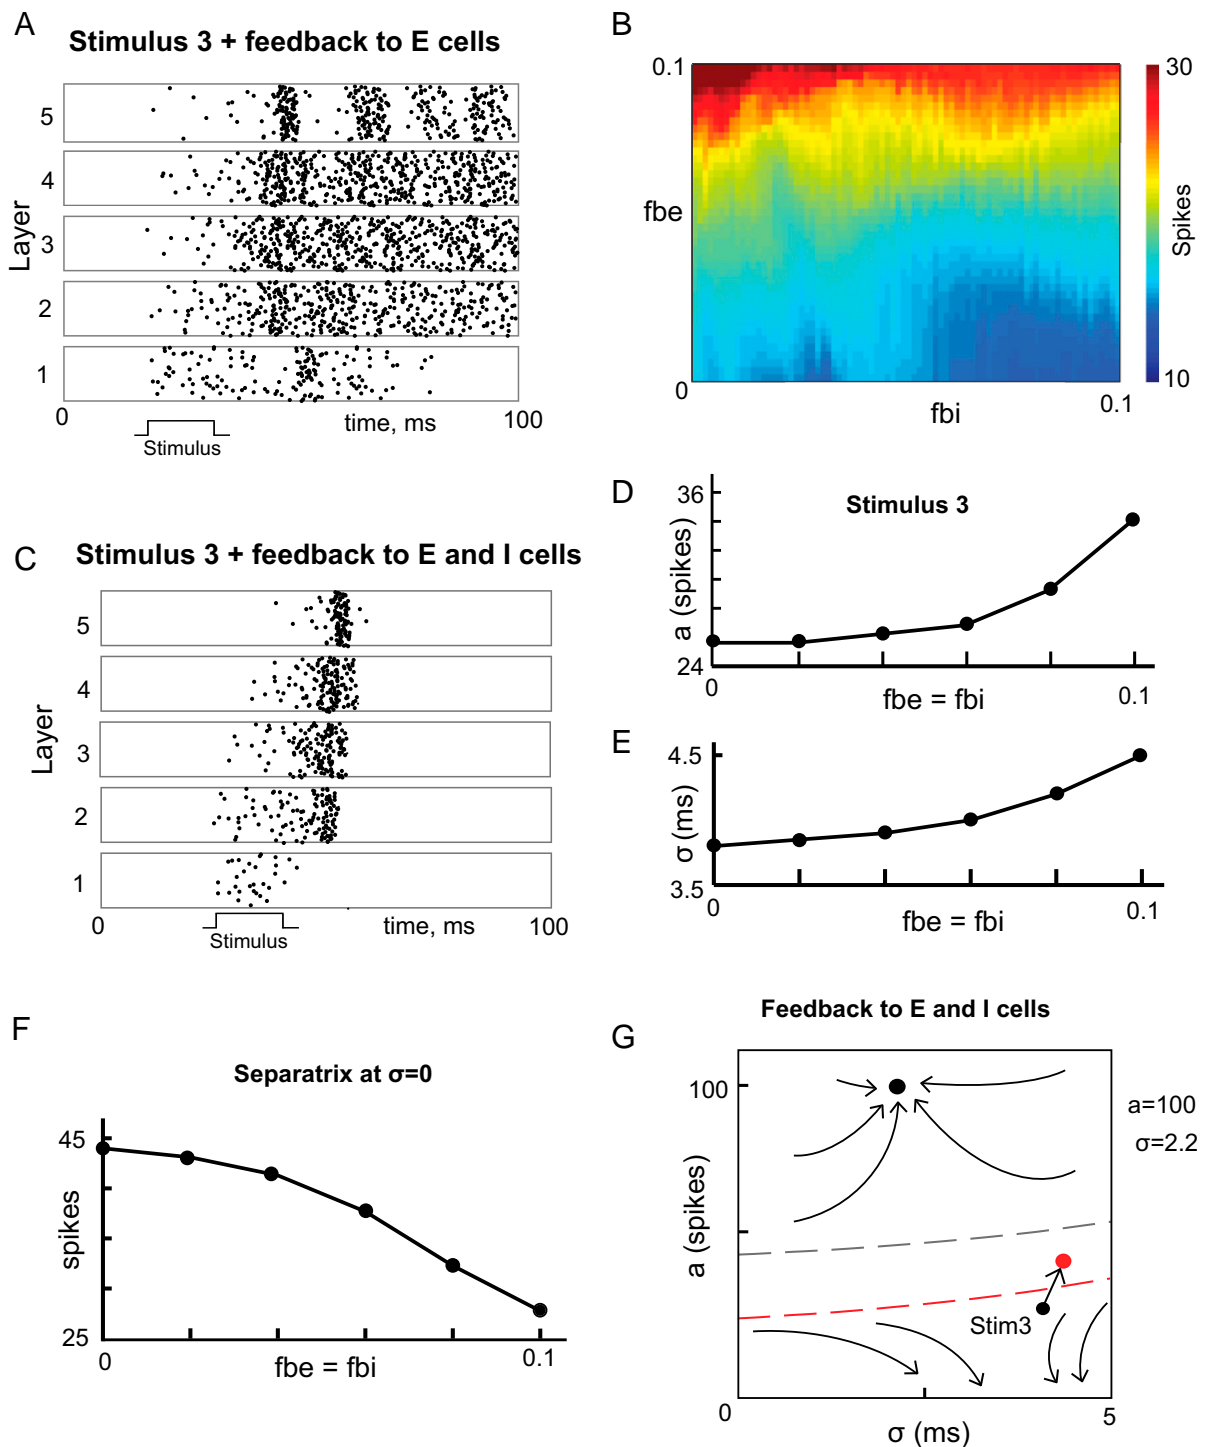 A
Stimulus 3 + feedback to E cells
5
4
3
2
1
Layer
0
time, ms
100
Stimulus
B
0.1
fbe
0
fbi
0.1
30
Spikes
10
C
Stimulus 3 + feedback to E and I cells
5
4
3
2
1
Layer
0
time, ms
100
Stimulus
D
Stimulus 3
36
a (spikes)
24
0
fbe = fbi
0.1
E
4.5
σ (ms)
3.5
0
fbe = fbi
0.1
F
Separatrix at σ=0
45
spikes
25
0
fbe = fbi
0.1
G
Feedback to E and I cells
100
a (spikes)
a=100
σ=2.2
Stim3
0
σ (ms)
5